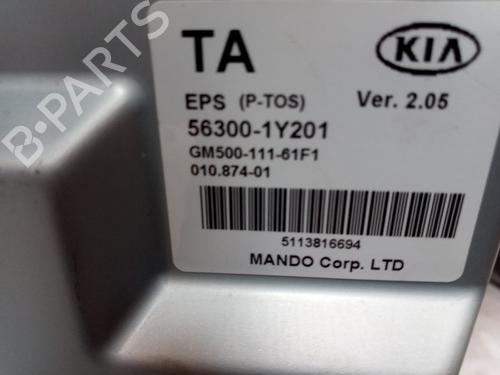 TA
KIA
EPS (P-TOS) Ver. 2.05
56300-1Y201
GM500-111-61F1
010.874-01
5113816694
MANDO Corp. LTD
B-PARTS